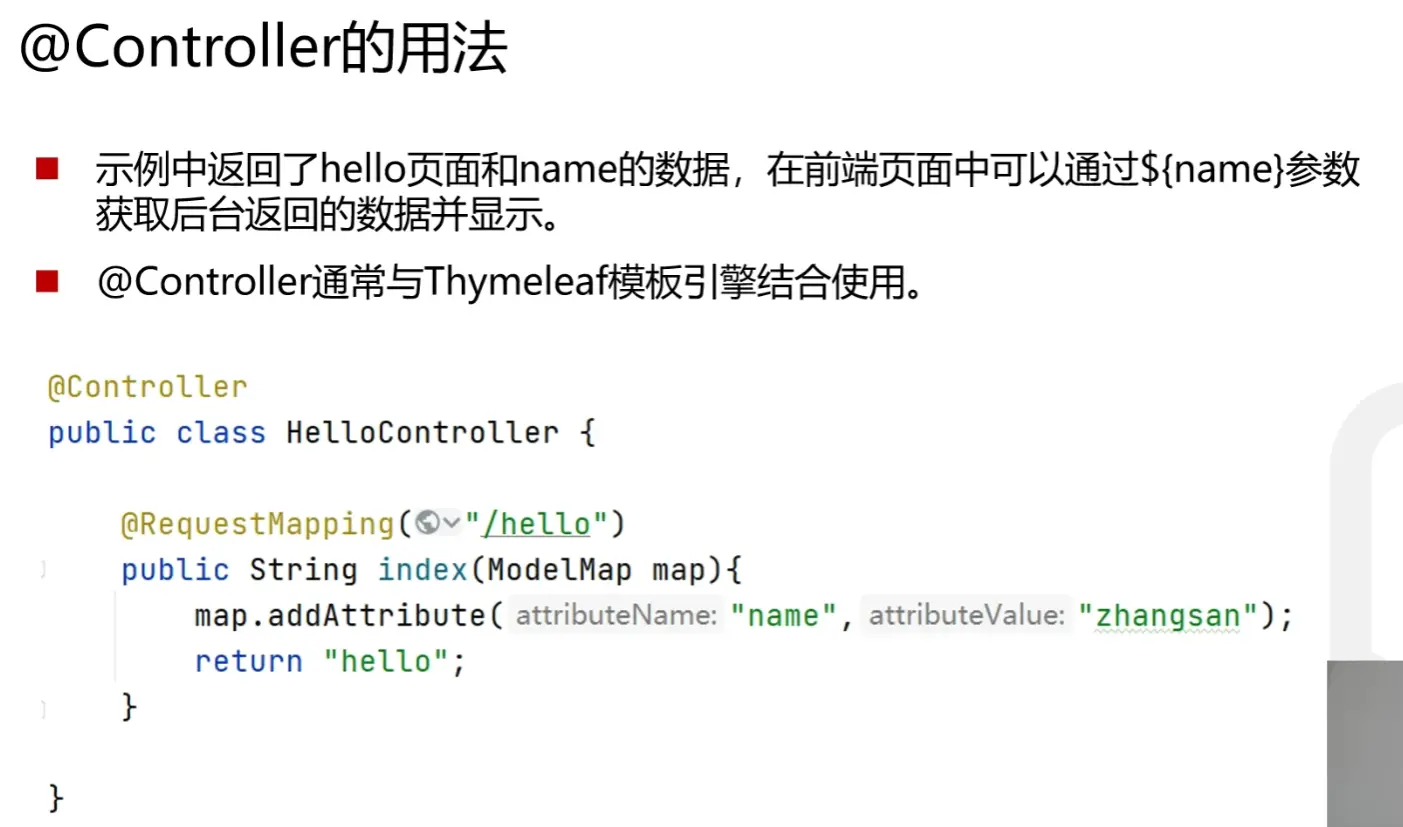 @Controller的用法
示例中返回了hello页面和name的数据，在前端页面中可以通过${name}参数
获取后台返回的数据并显示。
@Controller通常与Thymeleaf模板引擎结合使用。
@Controller
public class HelloController {
@RequestMapping("/hello")
public String index(ModelMap map){
map.addAttribute( attributeName: "name", attributeValue: "zhangsan");
return "hello";
}
}